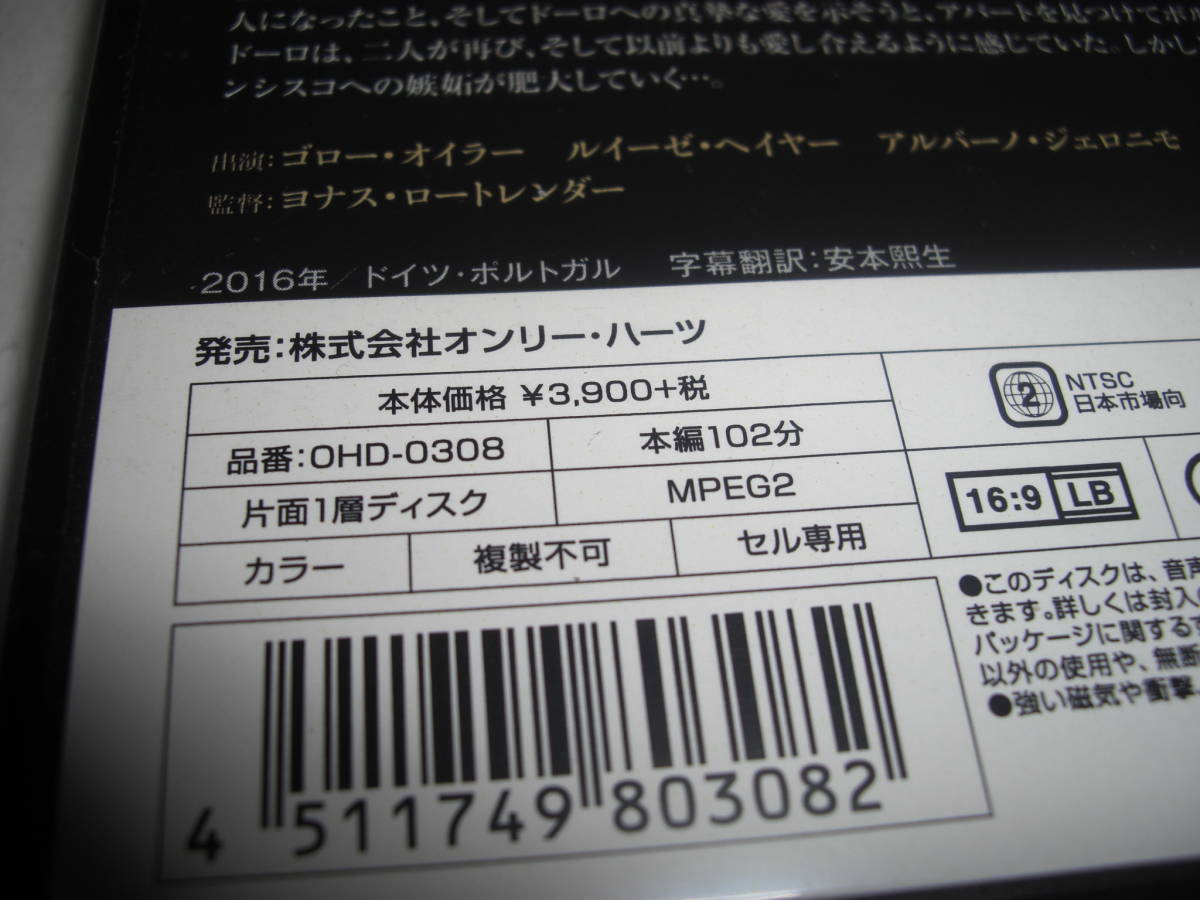 人になったこと、そしてドーロへの真摯な愛を示そうと、アパートを見つけてポル
ドーロは、二人が再び、そして以前よりも愛し合えるように感じていた。しかし
ンシスコへの嫉妬が肥大していく…。
出演：ゴロー・オイラー ルイーゼ・ヘイヤー アルバーノ・ジェロニモ
監督：ヨナス・ロートレンダー
2016年／ドイツ・ポルトガル 字幕翻訳：安本熙生
発売：株式会社オンリー・ハーツ
本体価格 ¥3,900+税
品番：OHD-0308 本編102分
片面1層ディスク MPEG2
カラー 複製不可 セル専用
2 NTSC
日本市場向
16:9 LB
●このディスクは、音声
きます。詳しくは封入
パッケージに関する
以外の使用や、無断
●強い磁気や衝撃
4 511749 803082